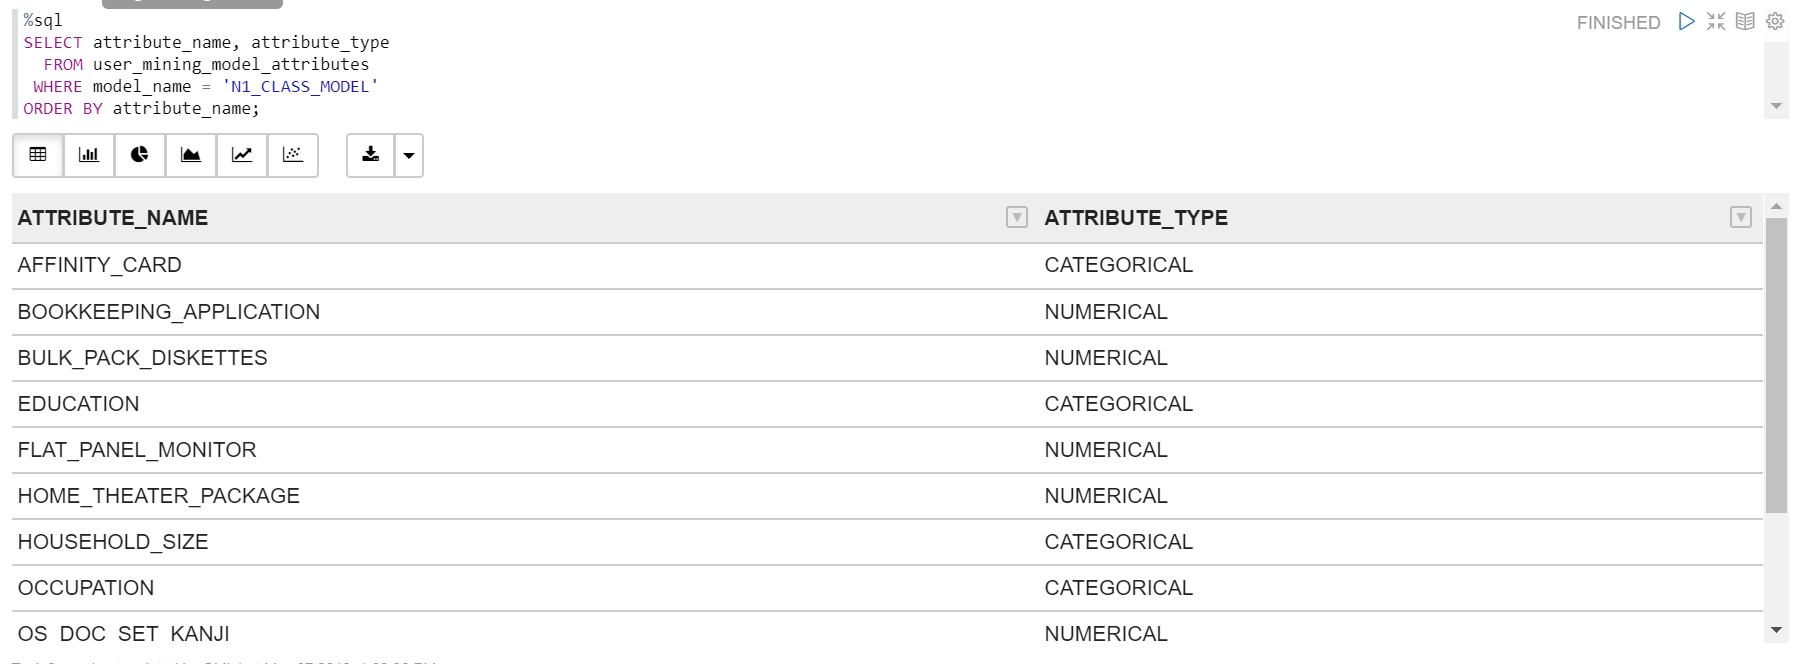 %sql
FINISHED
SELECT attribute_name, attribute_type
FROM user_mining_model_attributes
WHERE model_name = 'N1_CLASS_MODEL'
ORDER BY attribute_name;
ATTRIBUTE_NAME ATTRIBUTE_TYPE
AFFINITY_CARD CATEGORICAL
BOOKKEEPING_APPLICATION NUMERICAL
BULK_PACK_DISKETTES NUMERICAL
EDUCATION CATEGORICAL
FLAT_PANEL_MONITOR NUMERICAL
HOME_THEATER_PACKAGE NUMERICAL
HOUSEHOLD_SIZE CATEGORICAL
OCCUPATION CATEGORICAL
OS_DOC_SET_KANJI NUMERICAL